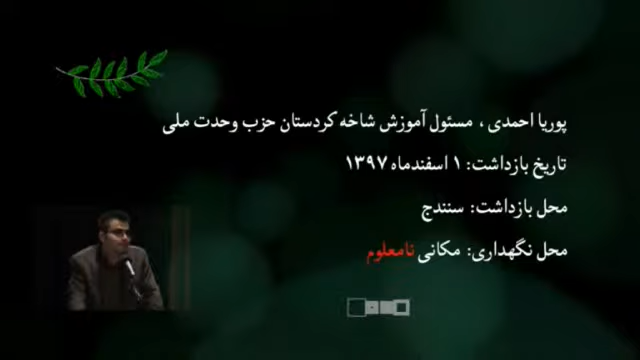 پوریا احمدی، مسئول آموزش شاخه کردستان حزب وحدت ملی
تاریخ بازداشت: ۱ اسفندماه ۱۳۹۷
محل بازداشت: سنندج
محل نگهداری: مکانی نامعلوم